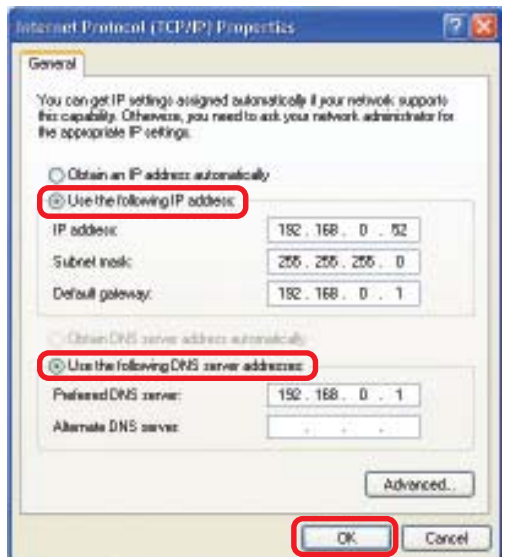 Internet Protocol (TCP/IP) Properties
General
You can get IP settings assigned automatically if your network supports
this capability. Otherwise, you need to ask your network administrator for
the appropriate IP settings.
Obtain an IP address automatically
Use the following IP address:
IP address: 192 . 168 . 0 . 52
Subnet mask: 255 . 255 . 255 . 0
Default gateway: 192 . 168 . 0 . 1
Obtain DNS server address automatically
Use the following DNS server addresses:
Preferred DNS server: 192 . 168 . 0 . 1
Alternate DNS server: . . .
Advanced...
OK Cancel